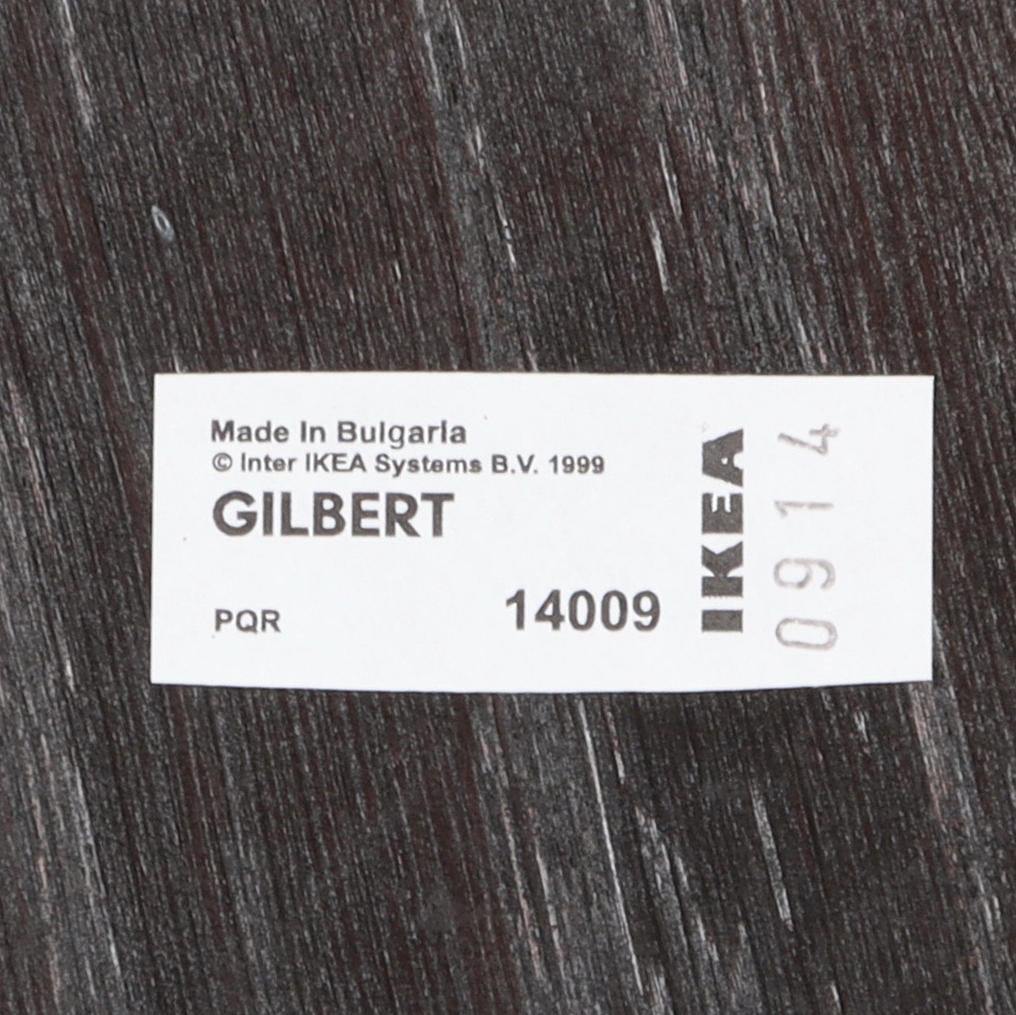 Made In Bulgaria
© Inter IKEA Systems B.V. 1999
GILBERT
PQR
14009
IKEA
0914